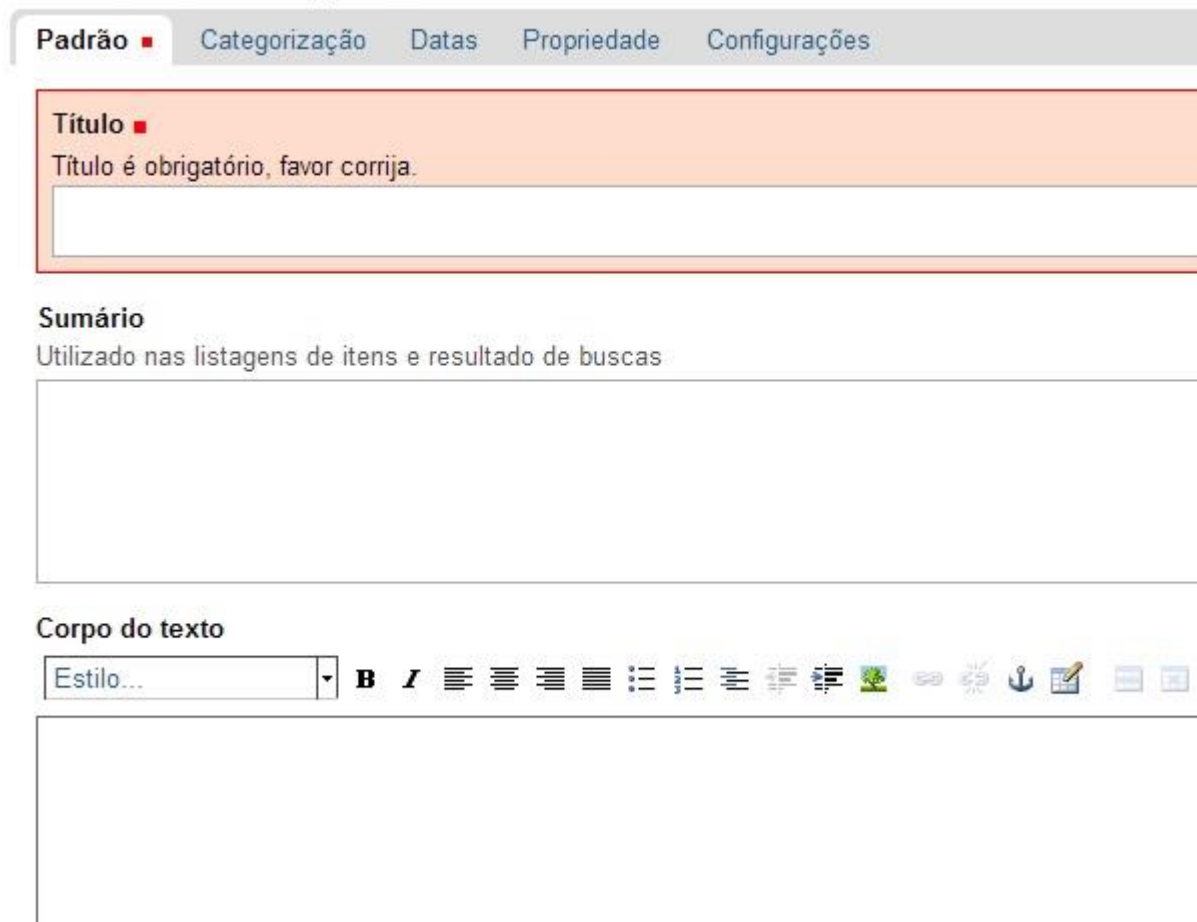 Padrão Categorização Datas Propriedade Configurações
Título
Título é obrigatório, favor corrija.
Sumário
Utilizado nas listagens de itens e resultado de buscas
Corpo do texto
Estilo... B I